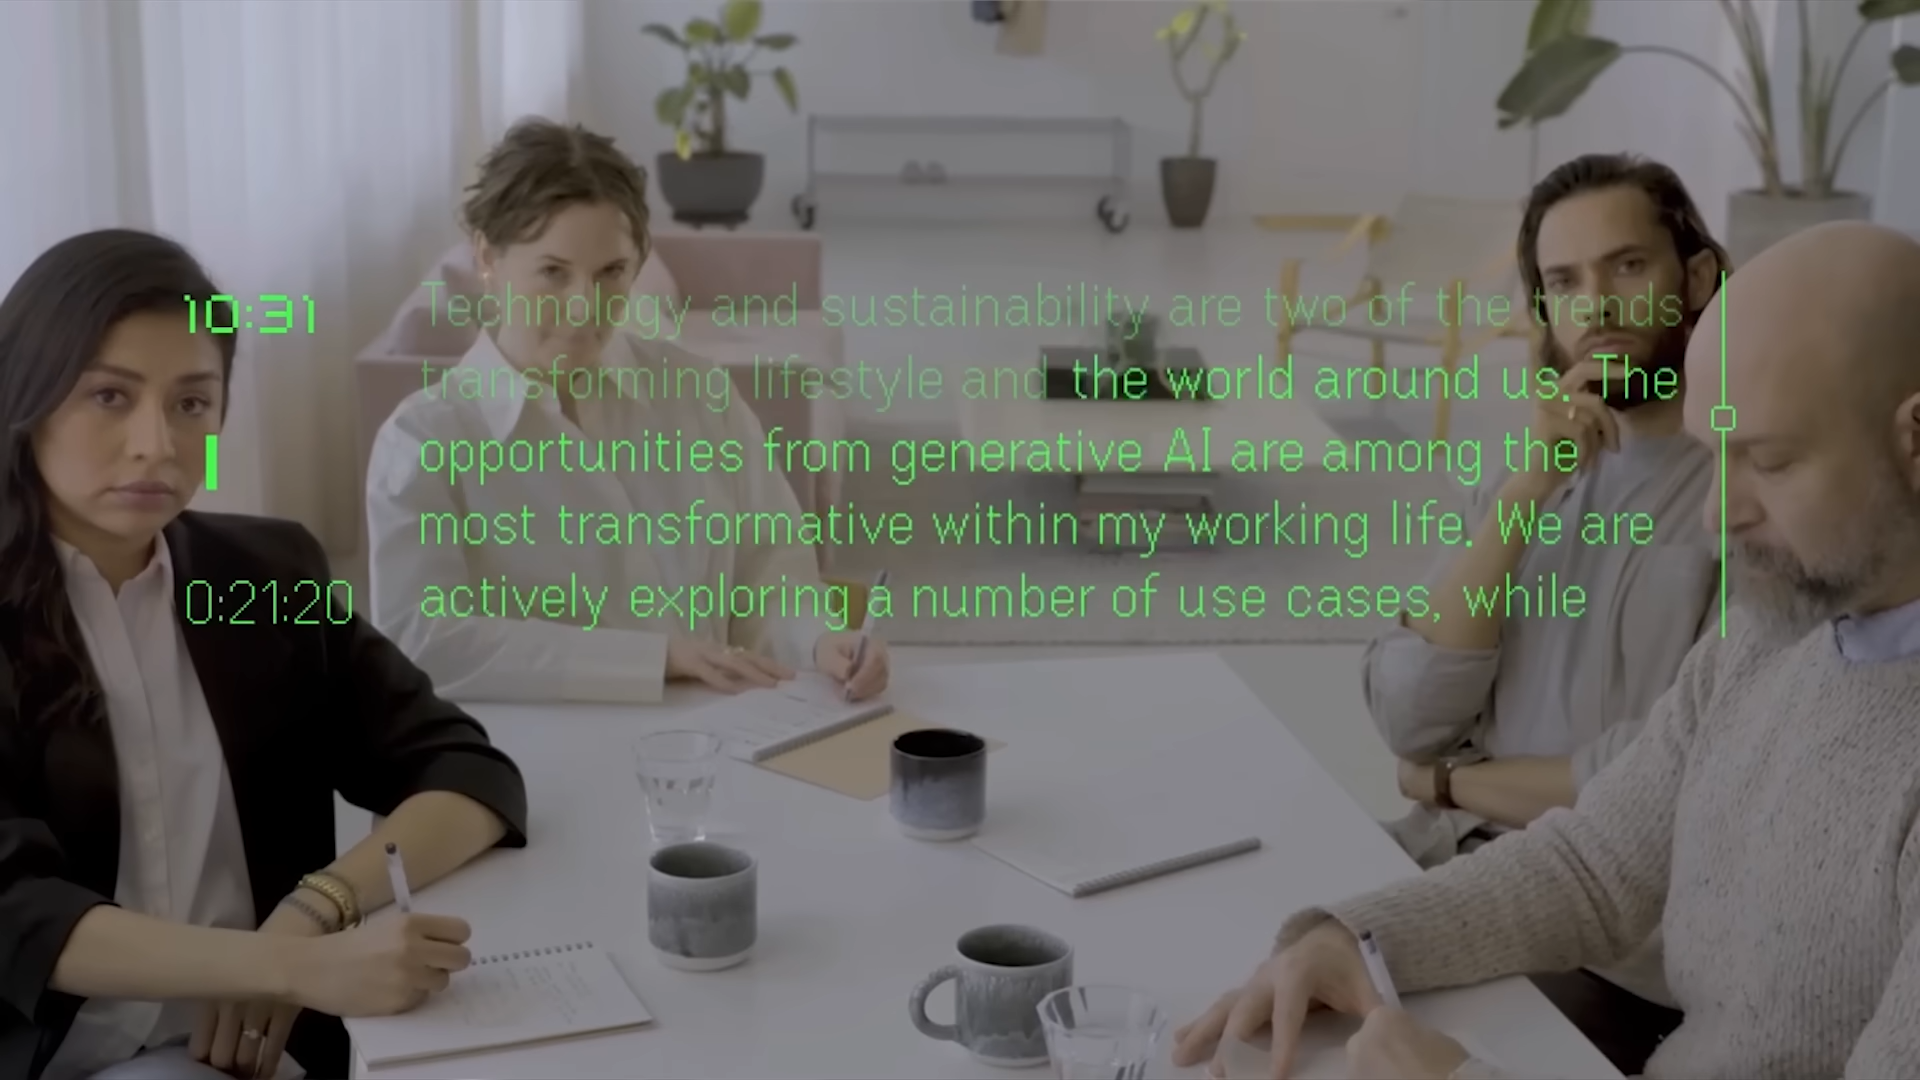 10:31
0:21:20
Technology and sustainability are two of the trends
transforming lifestyle and the world around us. The
opportunities from generative AI are among the
most transformative within my working life. We are
actively exploring a number of use cases, while